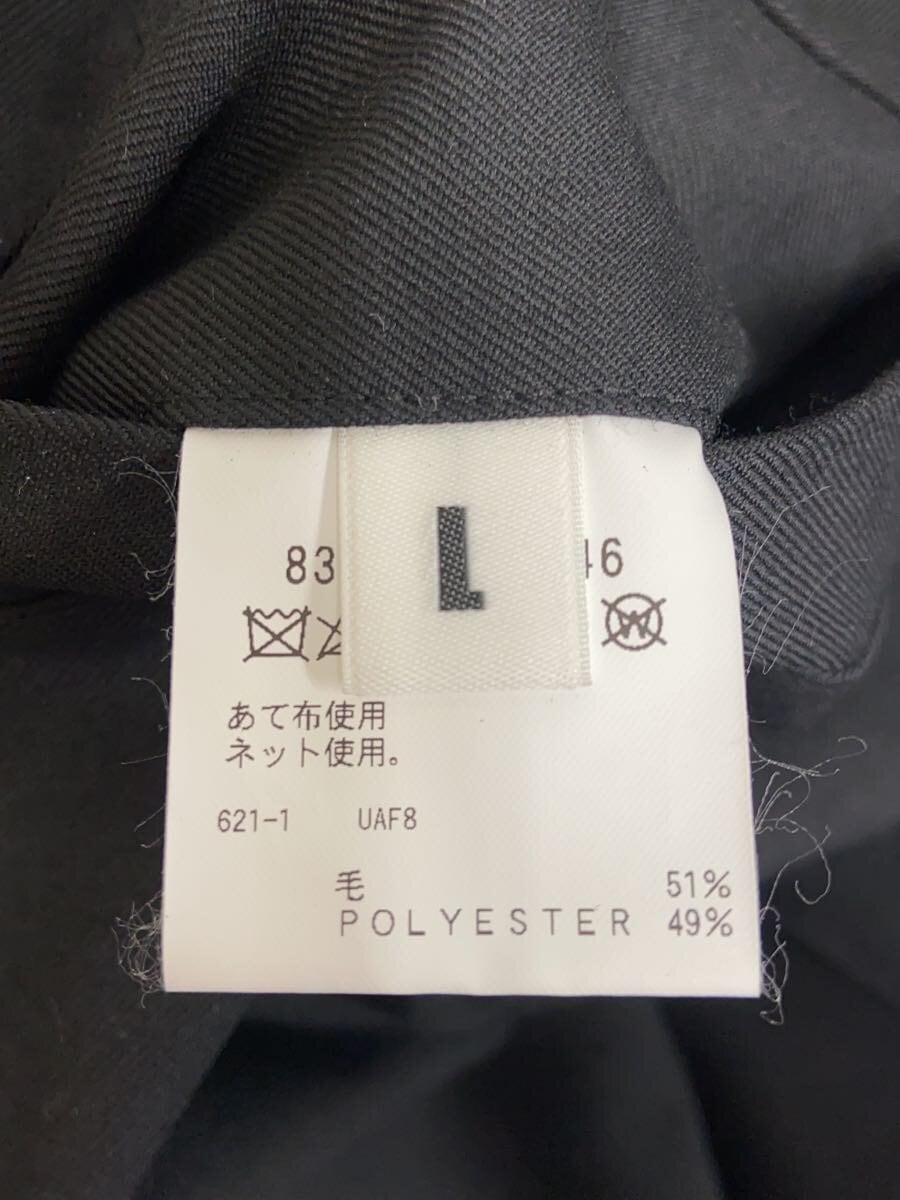 L
83 46
W
あて布使用
ネット使用。
621-1 UAF8
毛 51%
POLYESTER 49%